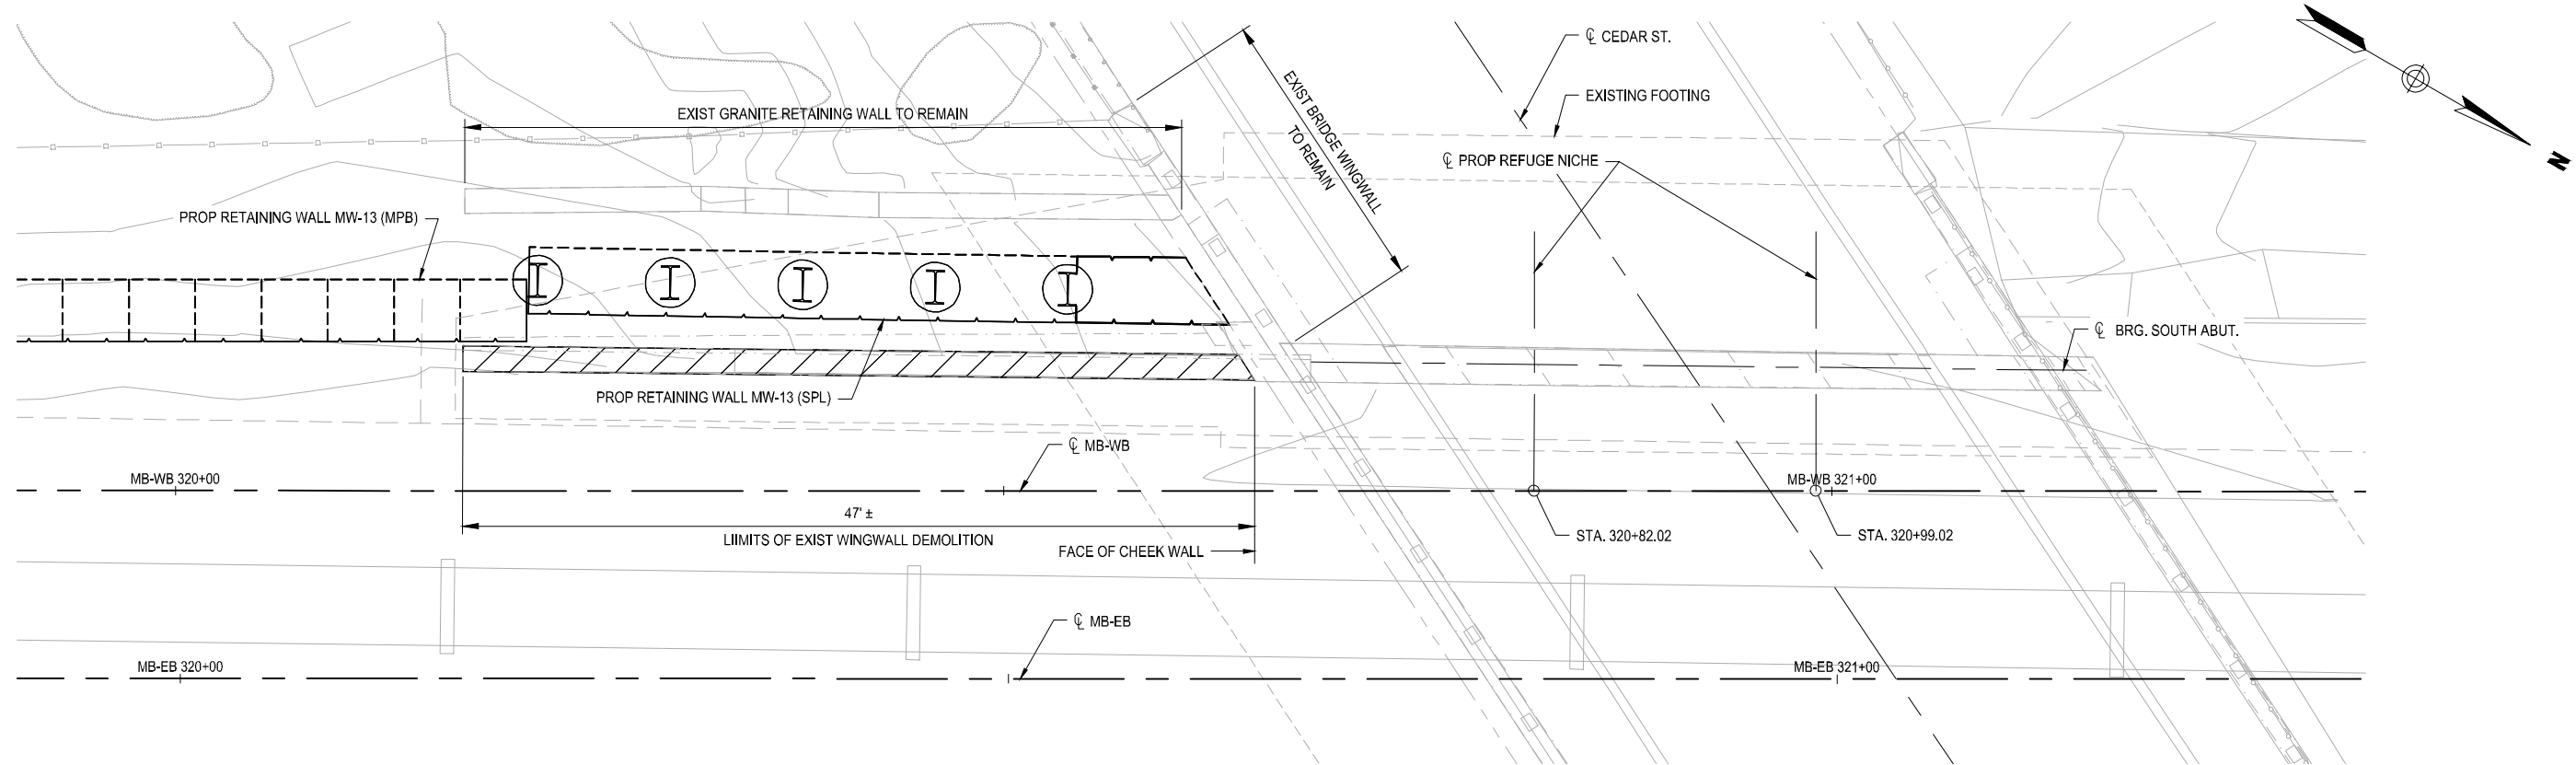 ℄ CEDAR ST.
EXISTING FOOTING
EXIST GRANITE RETAINING WALL TO REMAIN
EXIST BRIDGE WINGWALL
TO REMAIN
℄ PROP REFUGE NICHE
N
PROP RETAINING WALL MW-13 (MPB)
℄ BRG. SOUTH ABUT.
PROP RETAINING WALL MW-13 (SPL)
℄ MB-WB
MB-WB 320+00
MB-WB 321+00
47' ±
LIIMITS OF EXIST WINGWALL DEMOLITION
FACE OF CHEEK WALL
STA. 320+82.02
STA. 320+99.02
℄ MB-EB
MB-EB 320+00
MB-EB 321+00